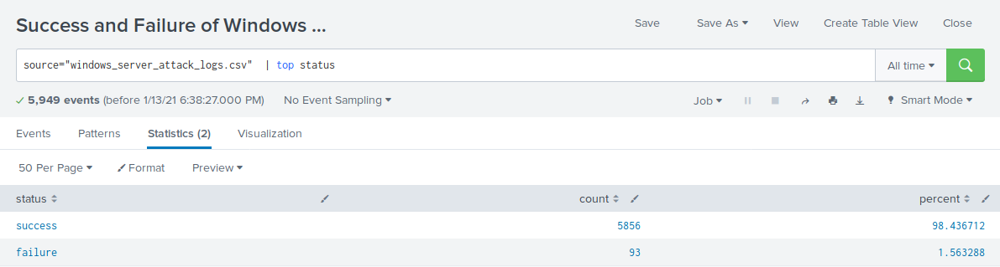 Success and Failure of Windows ...
Save Save As View Create Table View Close
source="windows_server_attack_logs.csv" | top status
All time
5,949 events (before 1/13/21 6:38:27.000 PM) No Event Sampling
Job Smart Mode
Events Patterns Statistics (2) Visualization
50 Per Page Format Preview
status count percent
success 5856 98.436712
failure 93 1.563288